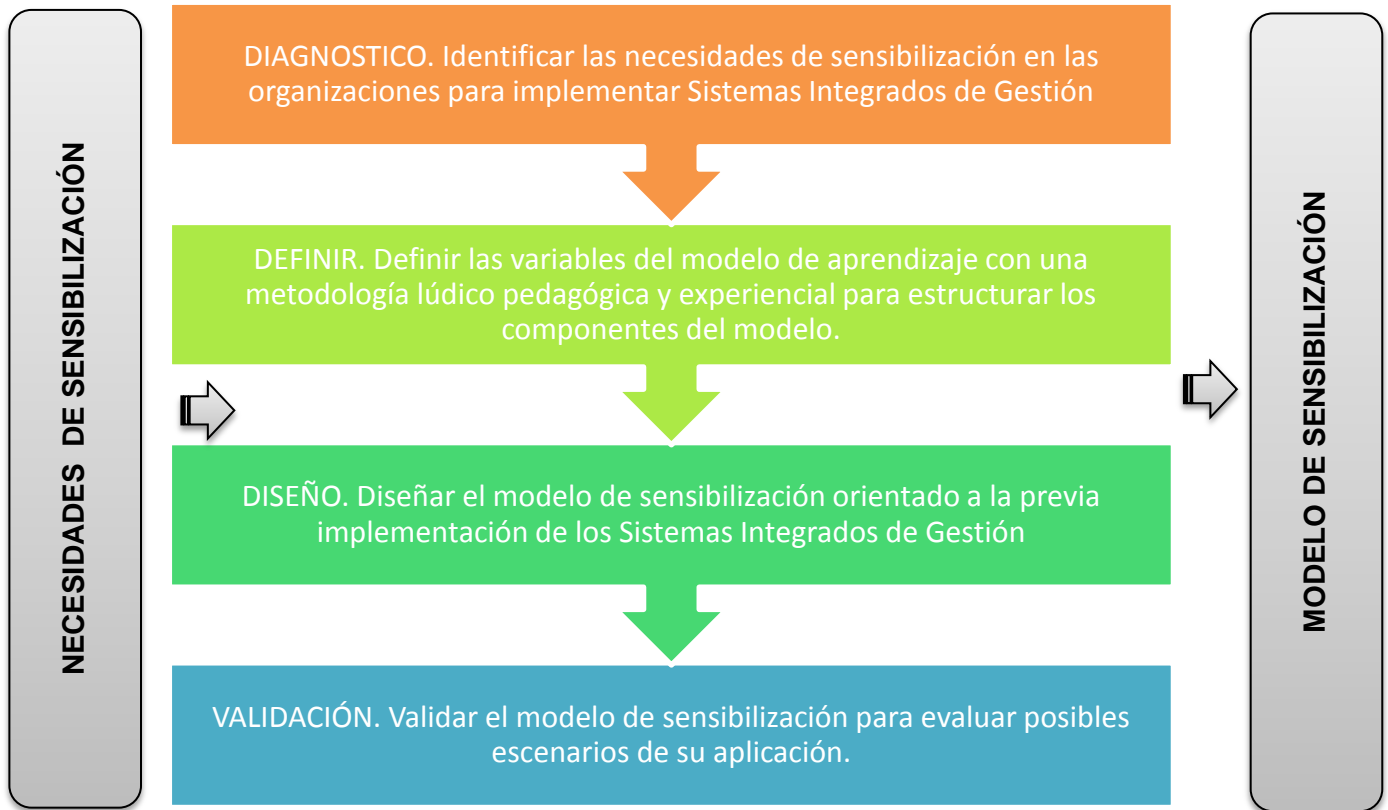 NECESIDADES DE SENSIBILIZACIÓN
DIAGNOSTICO. Identificar las necesidades de sensibilización en las
organizaciones para implementar Sistemas Integrados de Gestión
DEFINIR. Definir las variables del modelo de aprendizaje con una
metodología lúdico pedagógica y experiencial para estructurar los
componentes del modelo.
DISEÑO. Diseñar el modelo de sensibilización orientado a la previa
implementación de los Sistemas Integrados de Gestión
VALIDACIÓN. Validar el modelo de sensibilización para evaluar posibles
escenarios de su aplicación.
MODELO DE SENSIBILIZACIÓN